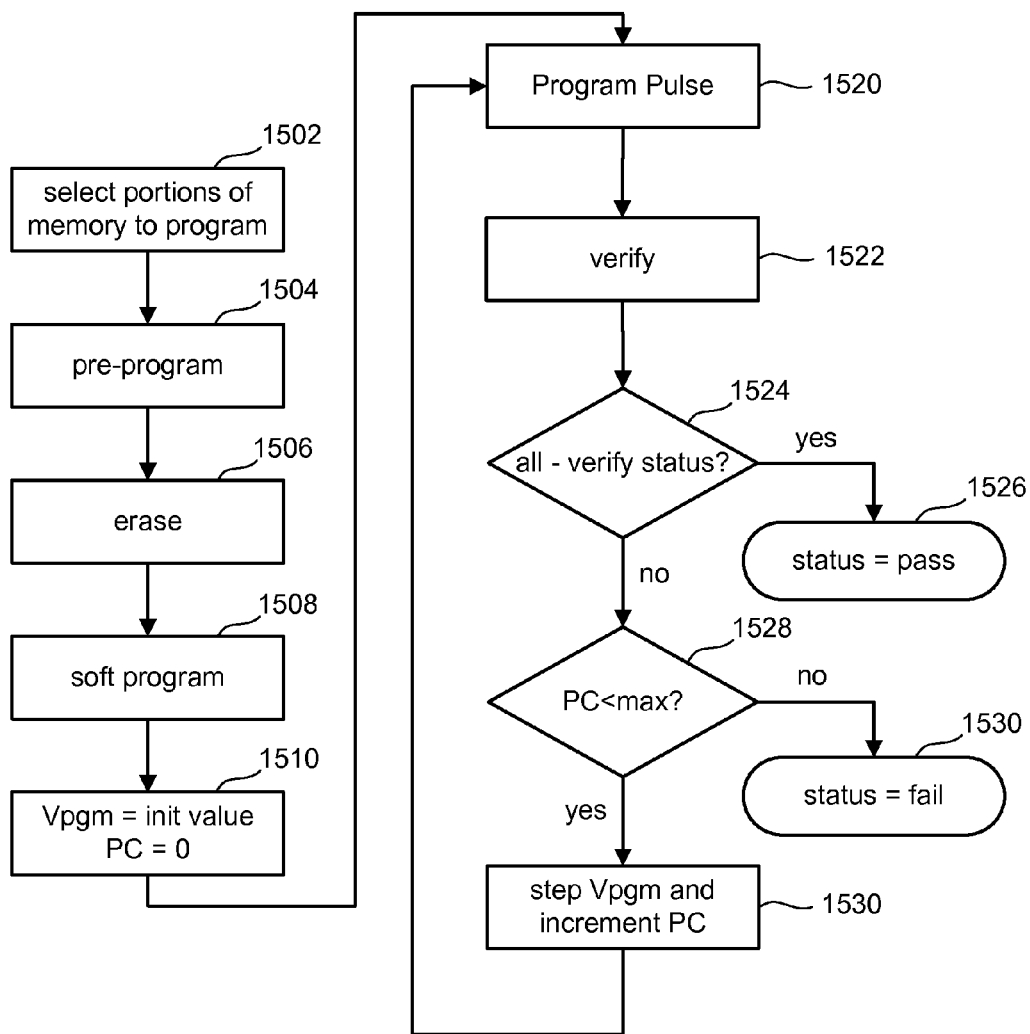 1502
select portions of
memory to program
1504
pre-program
1506
erase
1508
soft program
1510
Vpgm = init value
PC = 0
Program Pulse
1520
verify
1522
1524
all - verify status?
yes
1526
status = pass
no
1528
PC<max?
no
1530
status = fail
yes
step Vpgm and
increment PC
1530